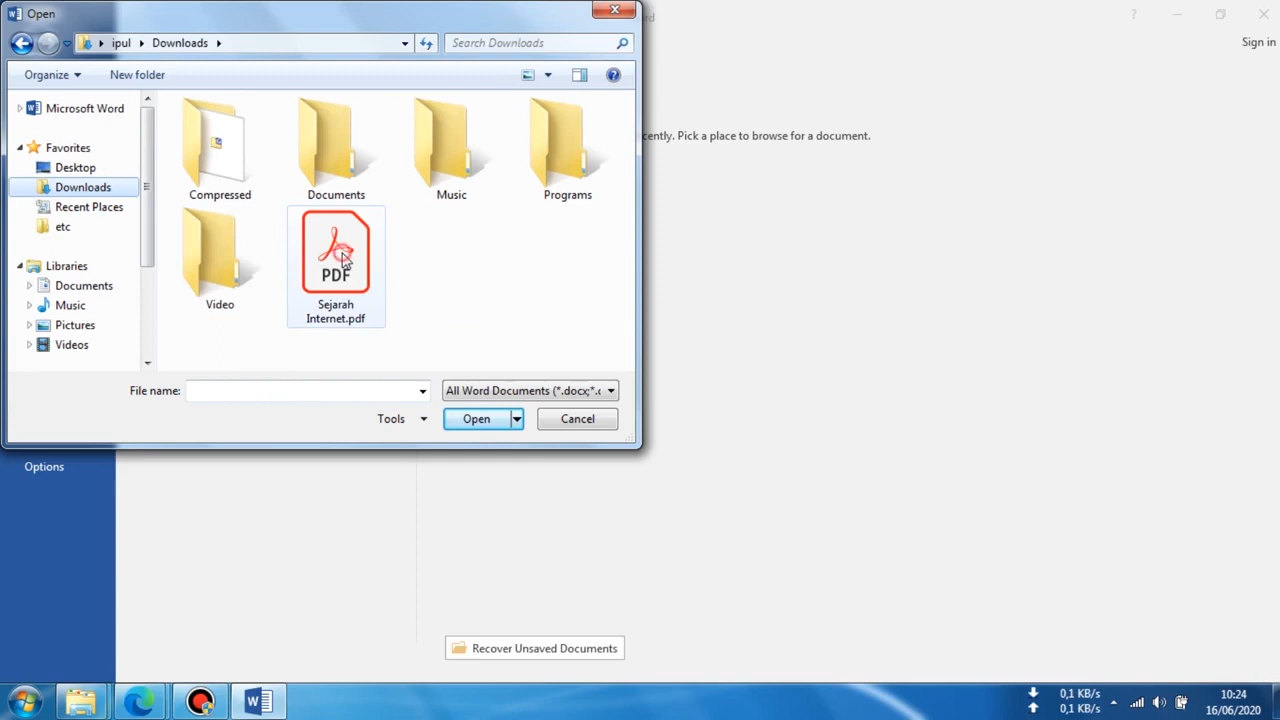 Open
rd
ipul Downloads
Search Downloads
Sign in
Organize
New folder
Microsoft Word
Favorites
Desktop
Downloads
Recent Places
etc
Libraries
Documents
Music
Pictures
Videos
Compressed
Documents
Music
Programs
Video
PDF
Sejarah
Internet.pdf
cently. Pick a place to browse for a document.
File name:
All Word Documents (*.docx;*.c
Tools
Open
Cancel
Options
Recover Unsaved Documents
0,1 KB/s
0,1 KB/s
10:24
16/06/2020